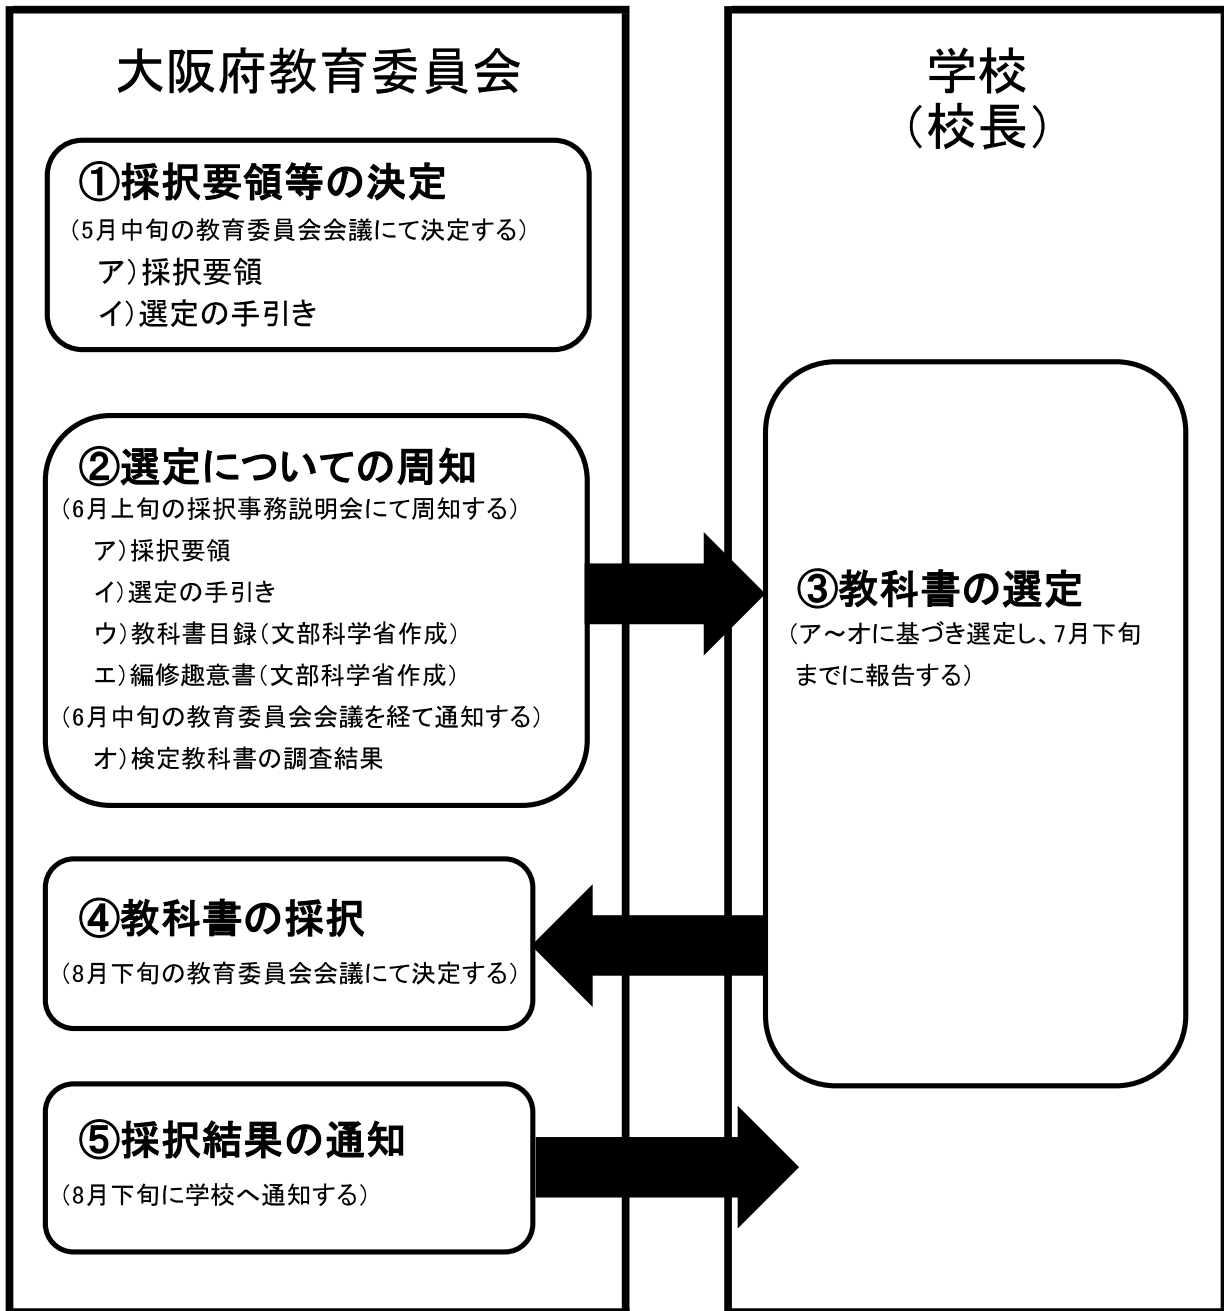 大阪府教育委員会
①採択要領等の決定
(5月中旬の教育委員会会議にて決定する)
ア)採択要領
イ)選定の手引き
②選定についての周知
(6月上旬の採択事務説明会にて周知する)
ア)採択要領
イ)選定の手引き
ウ)教科書目録(文部科学省作成)
エ)編修趣意書(文部科学省作成)
(6月中旬の教育委員会会議を経て通知する)
オ)検定教科書の調査結果
④教科書の採択
(8月下旬の教育委員会会議にて決定する)
⑤採択結果の通知
(8月下旬に学校へ通知する)
学校
(校長)
③教科書の選定
(ア～オに基づき選定し、7月下旬
までに報告する)